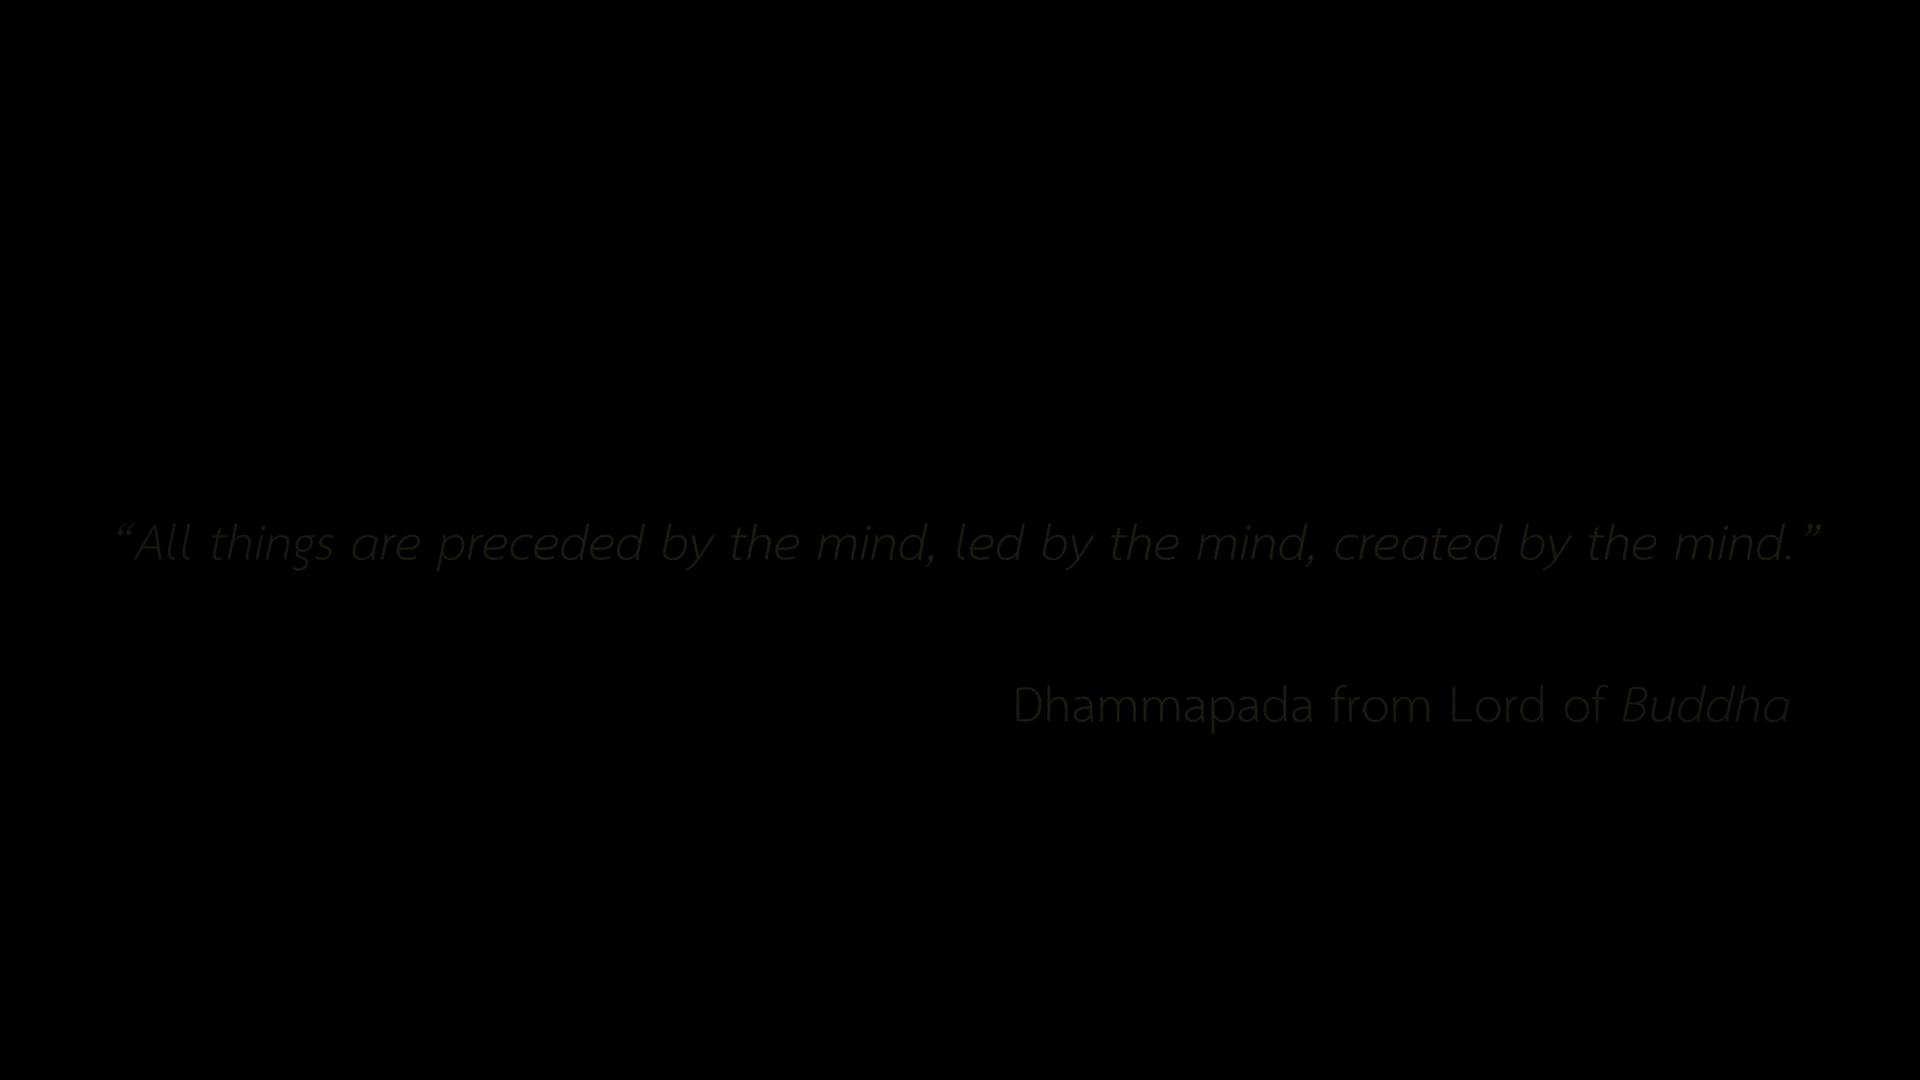 “All things are preceded by the mind, led by the mind, created by the mind.”
Dhammapada from Lord of Buddha